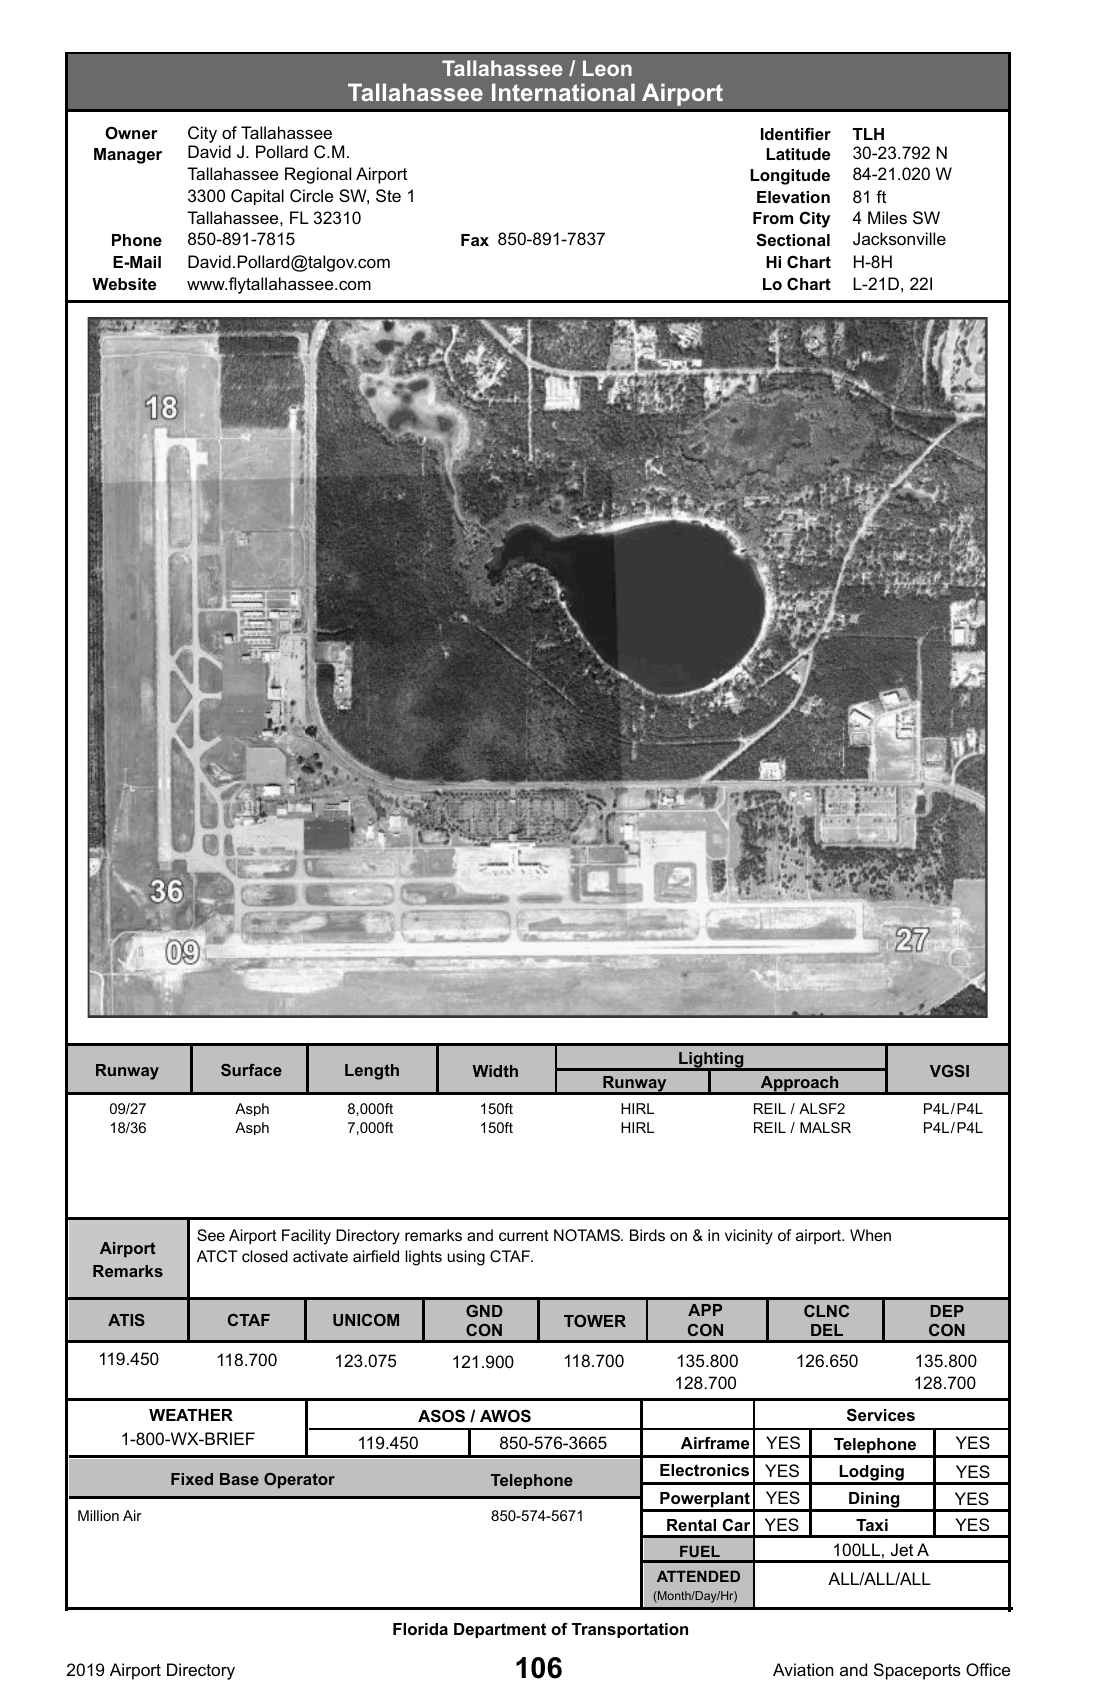 Tallahassee / Leon
Tallahassee International Airport
Owner City of Tallahassee
Manager David J. Pollard C.M.
Tallahassee Regional Airport
3300 Capital Circle SW, Ste 1
Tallahassee, FL 32310
Phone 850-891-7815 Fax 850-891-7837
E-Mail David.Pollard@talgov.com
Website www.flytallahassee.com
Identifier TLH
Latitude 30-23.792 N
Longitude 84-21.020 W
Elevation 81 ft
From City 4 Miles SW
Sectional Jacksonville
Hi Chart H-8H
Lo Chart L-21D, 22I
18
36
09
27
Runway Surface Length Width Lighting VGSI
Runway Approach
09/27 Asph 8,000ft 150ft HIRL REIL / ALSF2 P4L/P4L
18/36 Asph 7,000ft 150ft HIRL REIL / MALSR P4L/P4L
Airport Remarks
See Airport Facility Directory remarks and current NOTAMS. Birds on & in vicinity of airport. When
ATCT closed activate airfield lights using CTAF.
ATIS CTAF UNICOM GND CON TOWER APP CON CLNC DEL DEP CON
119.450 118.700 123.075 121.900 118.700 135.800 126.650 135.800
128.700 128.700
WEATHER ASOS / AWOS Services
1-800-WX-BRIEF 119.450 850-576-3665
Airframe YES Telephone YES
Electronics YES Lodging YES
Powerplant YES Dining YES
Rental Car YES Taxi YES
FUEL 100LL, Jet A
ATTENDED ALL/ALL/ALL
(Month/Day/Hr)
Fixed Base Operator Telephone
Million Air 850-574-5671
Florida Department of Transportation
2019 Airport Directory 106 Aviation and Spaceports Office